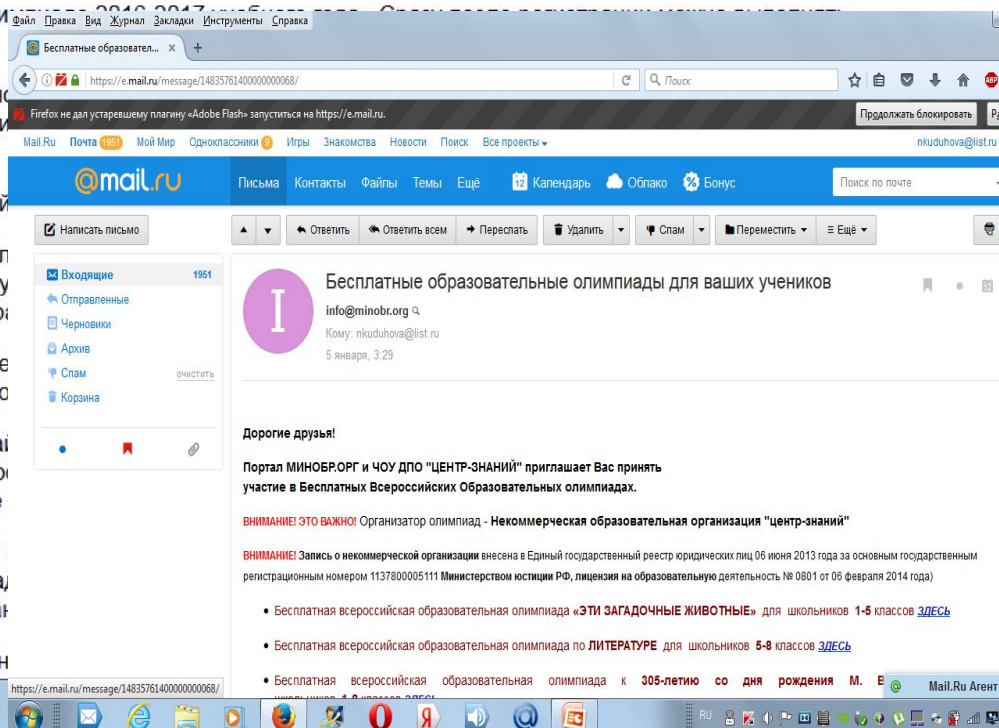 2016-2017
Файл Правка Вид Журнал Закладки Инструменты Справка
Бесплатные образовател... × +
https://e.mail.ru/message/14835761400000000068/ Поиск ABP
Firefox не дал устаревшему плагину «Adobe Flash» запуститься на https://e.mail.ru. Продолжать блокировать
Mail.Ru Почта 1951 Мой Мир Одноклассники 9 Игры Знакомства Новости Поиск Все проекты nkuduhova@list.ru
@mail.ru Письма Контакты Файлы Темы Ещё 12 Календарь Облако Бонус Поиск по почте
Написать письмо Ответить Ответить всем Переслать Удалить Спам Переместить Ещё
Входящие 1951
Отправленные
Черновики
Архив
Спам очистить
Корзина
I
Бесплатные образовательные олимпиады для ваших учеников
info@minobr.org
Кому: nkuduhova@list.ru
5 января, 3:29
12
Дорогие друзья!
Портал МИНОБР.ОРГ и ЧОУ ДПО "ЦЕНТР-ЗНАНИЙ" приглашает Вас принять
участие в Бесплатных Всероссийских Образовательных олимпиадах.
ВНИМАНИЕ! ЭТО ВАЖНО! Организатор олимпиад - Некоммерческая образовательная организация "центр-знаний"
ВНИМАНИЕ! Запись о некоммерческой организации внесена в Единый государственный реестр юридических лиц 06 июня 2013 года за основным государственным
регистрационным номером 1137800005111 Министерством юстиции РФ, лицензия на образовательную деятельность № 0801 от 06 февраля 2014 года)
• Бесплатная всероссийская образовательная олимпиада «ЭТИ ЗАГАДОЧНЫЕ ЖИВОТНЫЕ» для школьников 1-5 классов ЗДЕСЬ
• Бесплатная всероссийская образовательная олимпиада по ЛИТЕРАТУРЕ для школьников 5-8 классов ЗДЕСЬ
• Бесплатная всероссийская образовательная олимпиада к 305-летию со дня рождения М.
https://e.mail.ru/message/14835761400000000068/
@ Mail.Ru Агент
RU